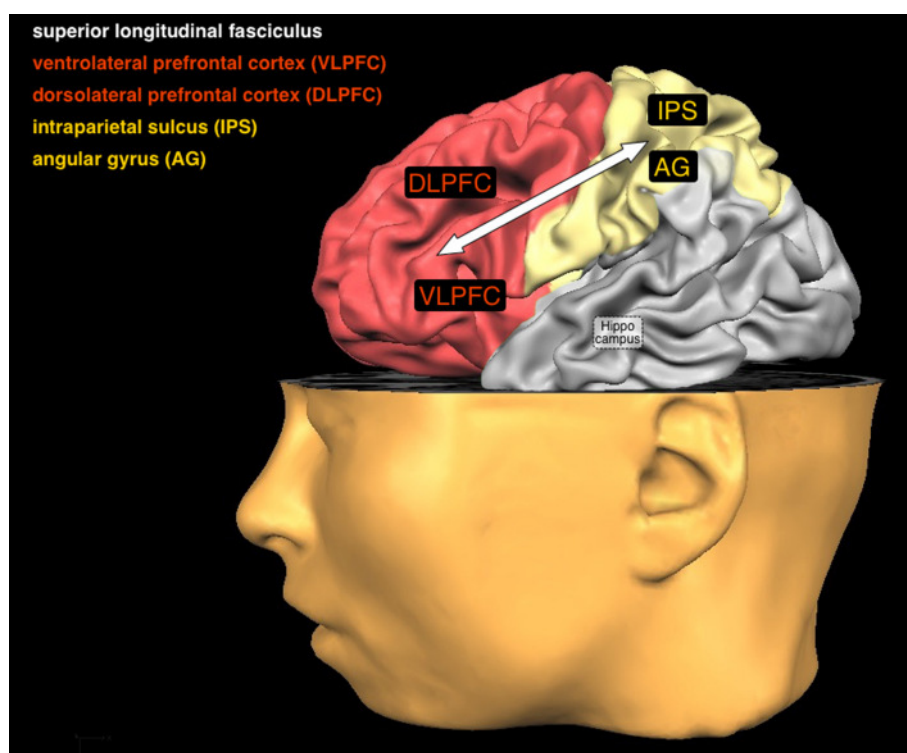 superior longitudinal fasciculus
ventrolateral prefrontal cortex (VLPFC)
dorsolateral prefrontal cortex (DLPFC)
intraparietal sulcus (IPS)
angular gyrus (AG)
IPS
AG
DLPFC
VLPFC
Hippo
campus